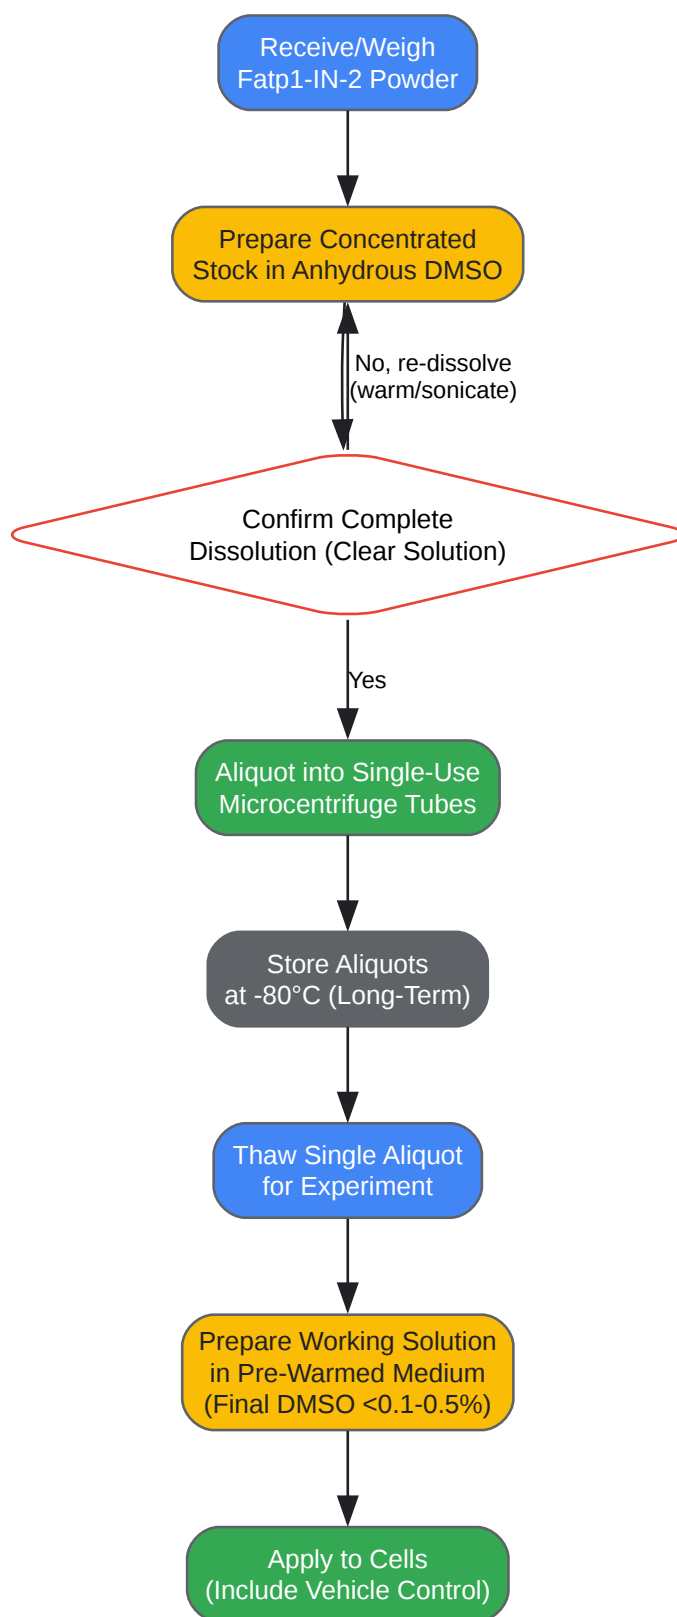 Receive/Weigh
Fatp1-IN-2 Powder
Prepare Concentrated
Stock in Anhydrous DMSO
No, re-dissolve
(warm/sonicate)
Confirm Complete
Dissolution (Clear Solution)
Yes
Aliquot into Single-Use
Microcentrifuge Tubes
Store Aliquots
at -80°C (Long-Term)
Thaw Single Aliquot
for Experiment
Prepare Working Solution
in Pre-Warmed Medium
(Final DMSO <0.1-0.5%)
Apply to Cells
(Include Vehicle Control)